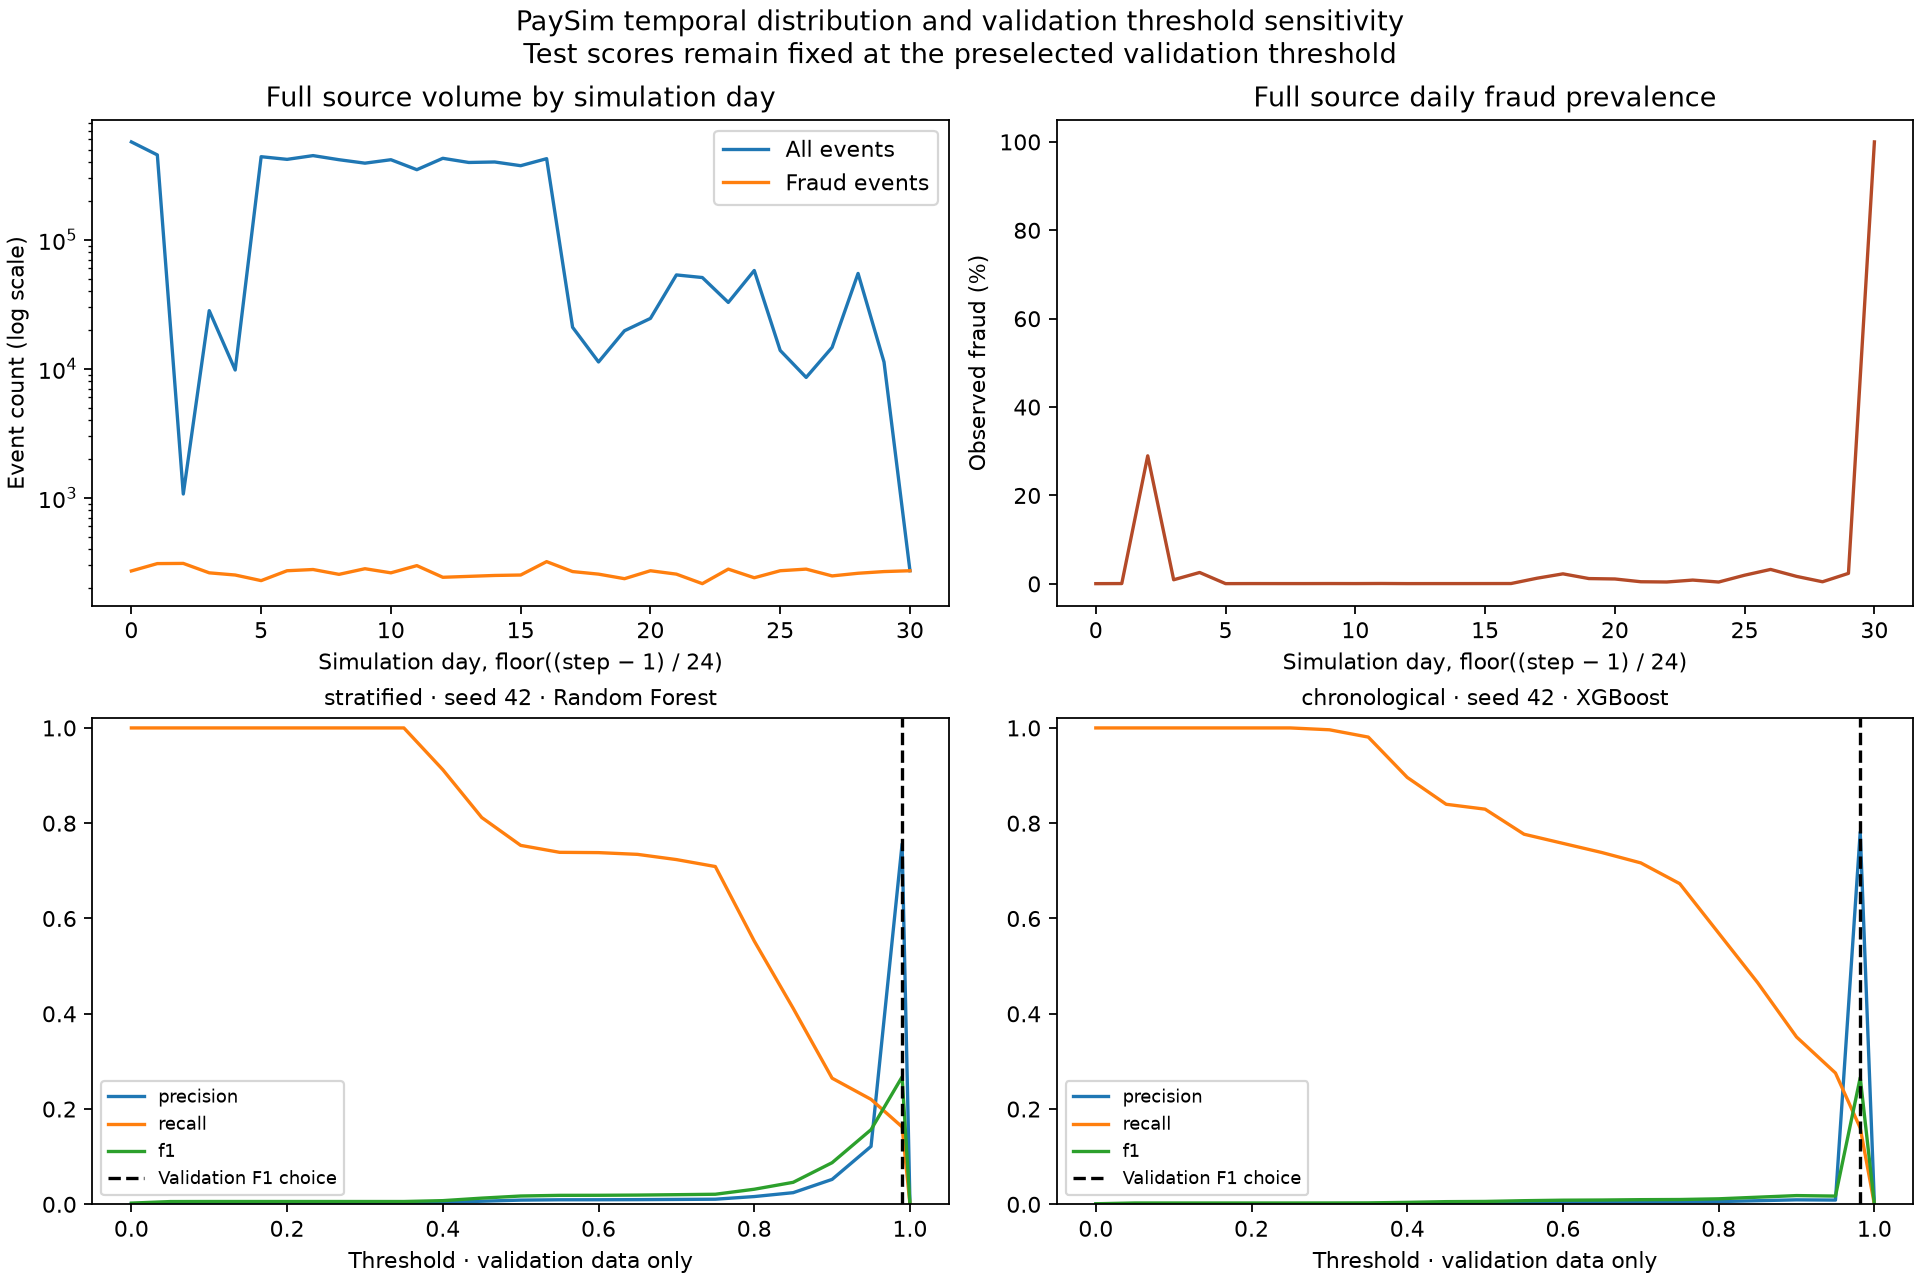 PaySim temporal distribution and validation threshold sensitivity
Test scores remain fixed at the preselected validation threshold
Full source volume by simulation day
Event count (log scale)
10⁵
10⁴
10³
All events
Fraud events
0 5 10 15 20 25 30
Simulation day, floor((step − 1) / 24)
Full source daily fraud prevalence
Observed fraud (%)
100
80
60
40
20
0
0 5 10 15 20 25 30
Simulation day, floor((step − 1) / 24)
stratified · seed 42 · Random Forest
1.0
0.8
0.6
0.4
0.2
0.0
precision
recall
f1
Validation F1 choice
0.0 0.2 0.4 0.6 0.8 1.0
Threshold · validation data only
chronological · seed 42 · XGBoost
1.0
0.8
0.6
0.4
0.2
0.0
precision
recall
f1
Validation F1 choice
0.0 0.2 0.4 0.6 0.8 1.0
Threshold · validation data only